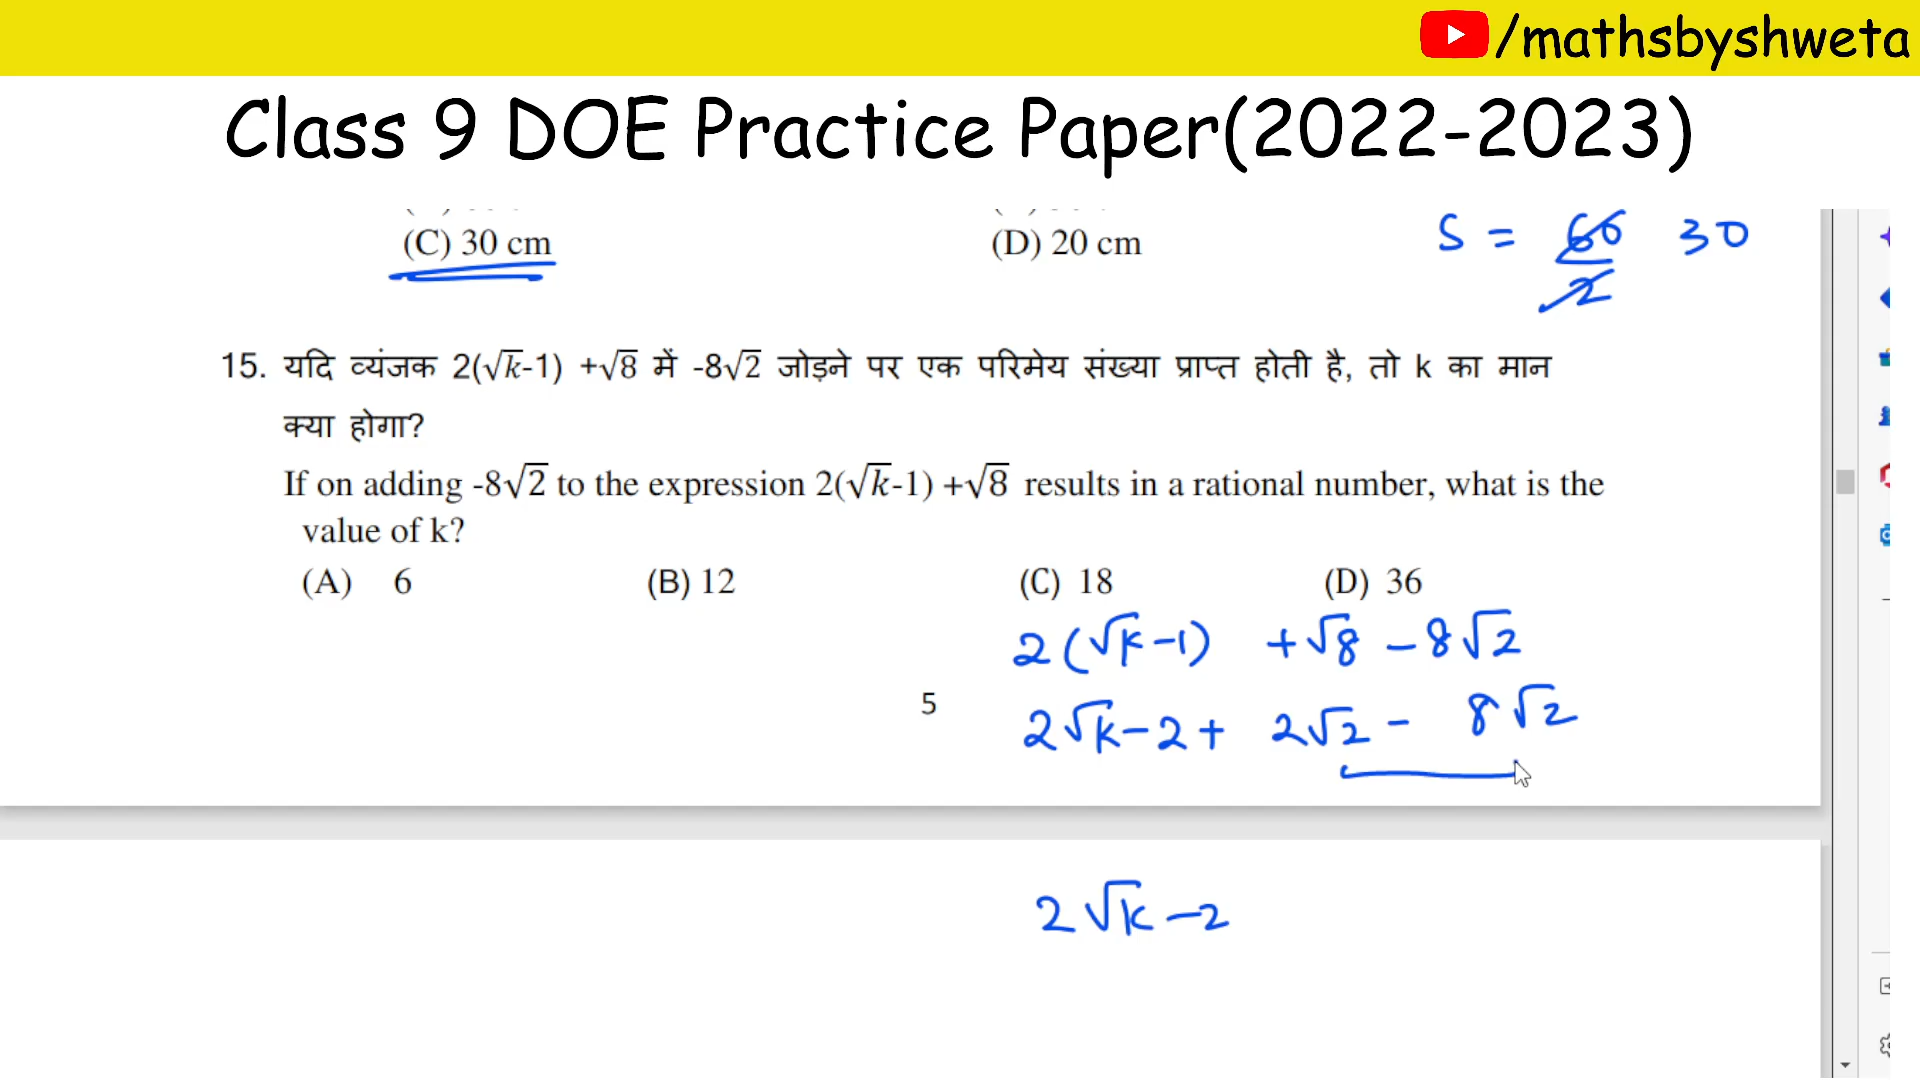 /mathsbyshweta
Class 9 DOE Practice Paper(2022-2023)
(C) 30 cm
(D) 20 cm
S = 60/2 30
15. यदि व्यंजक 2(√k-1) +√8 में -8√2 जोड़ने पर एक परिमेय संख्या प्राप्त होती है, तो k का मान
क्या होगा?
If on adding -8√2 to the expression 2(√k-1) +√8 results in a rational number, what is the
value of k?
(A) 6 (B) 12 (C) 18 (D) 36
2(√k-1) +√8 - 8√2
5
2√k-2+ 2√2 - 8√2
2√k-2